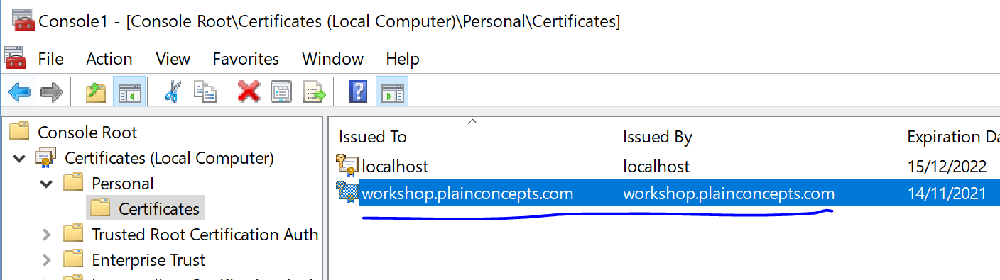 Console1 - [Console Root\Certificates (Local Computer)\Personal\Certificates]
File Action View Favorites Window Help
Console Root
Certificates (Local Computer)
Personal
Certificates
Trusted Root Certification Autho
Enterprise Trust
Issued To Issued By Expiration Da
localhost localhost 15/12/2022
workshop.plainconcepts.com workshop.plainconcepts.com 14/11/2021